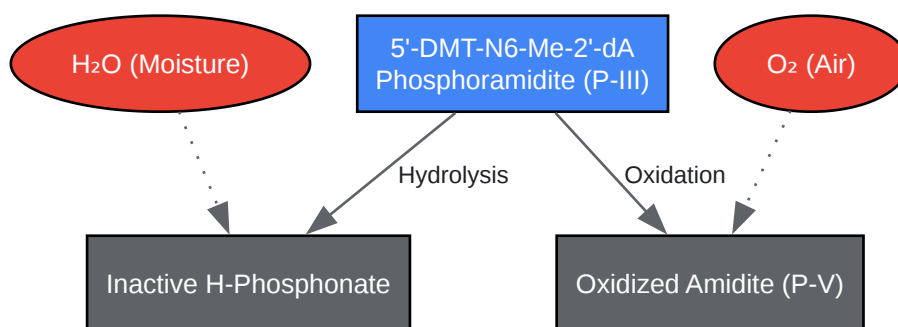 H₂O (Moisture)
5'-DMT-N6-Me-2'-dA
Phosphoramidite (P-III)
O₂ (Air)
Hydrolysis
Oxidation
Inactive H-Phosphonate
Oxidized Amidite (P-V)